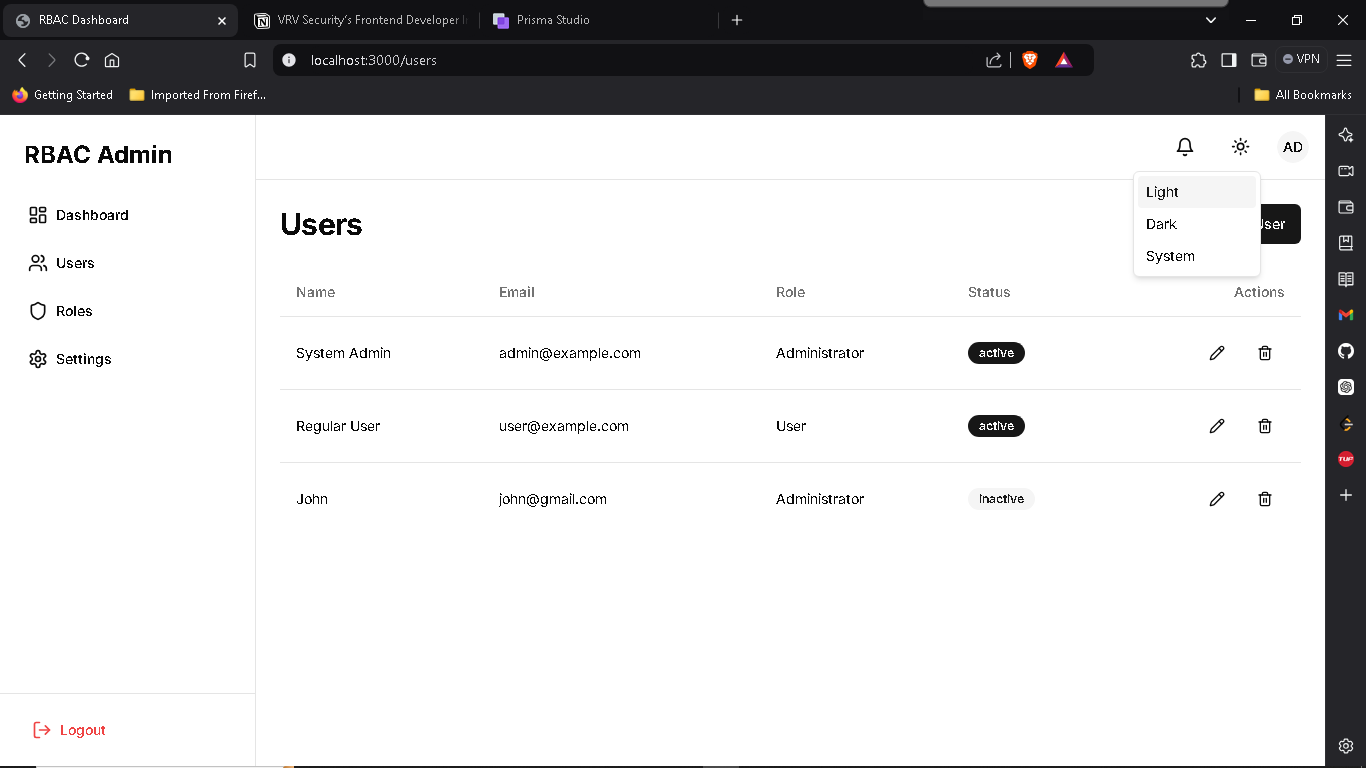 RBAC Dashboard
VRV Security's Frontend Developer
Prisma Studio
localhost:3000/users
VPN
Getting Started
Imported From Firef...
All Bookmarks
RBAC Admin
AD
Dashboard
Users
Roles
Settings
Logout
Light
Dark
System
Users
User
Name Email Role Status Actions
System Admin admin@example.com Administrator active
Regular User user@example.com User active
John john@gmail.com Administrator inactive